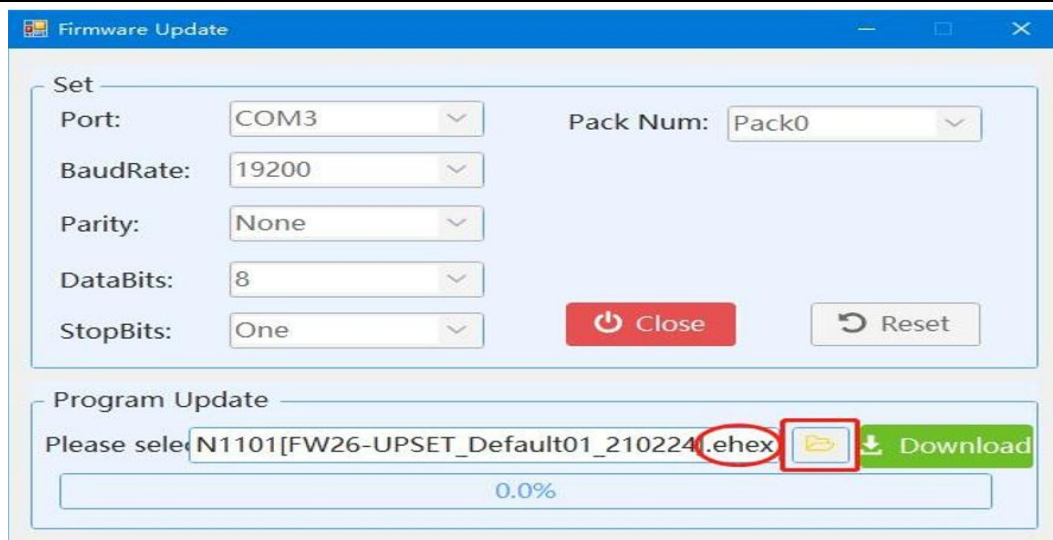 Firmware Update
Set
Port: COM3 Pack Num: Pack0
BaudRate: 19200
Parity: None
DataBits: 8
StopBits: One Close Reset
Program Update
Please selec N1101[FW26-UPSET_Default01_210224].ehex Download
0.0%